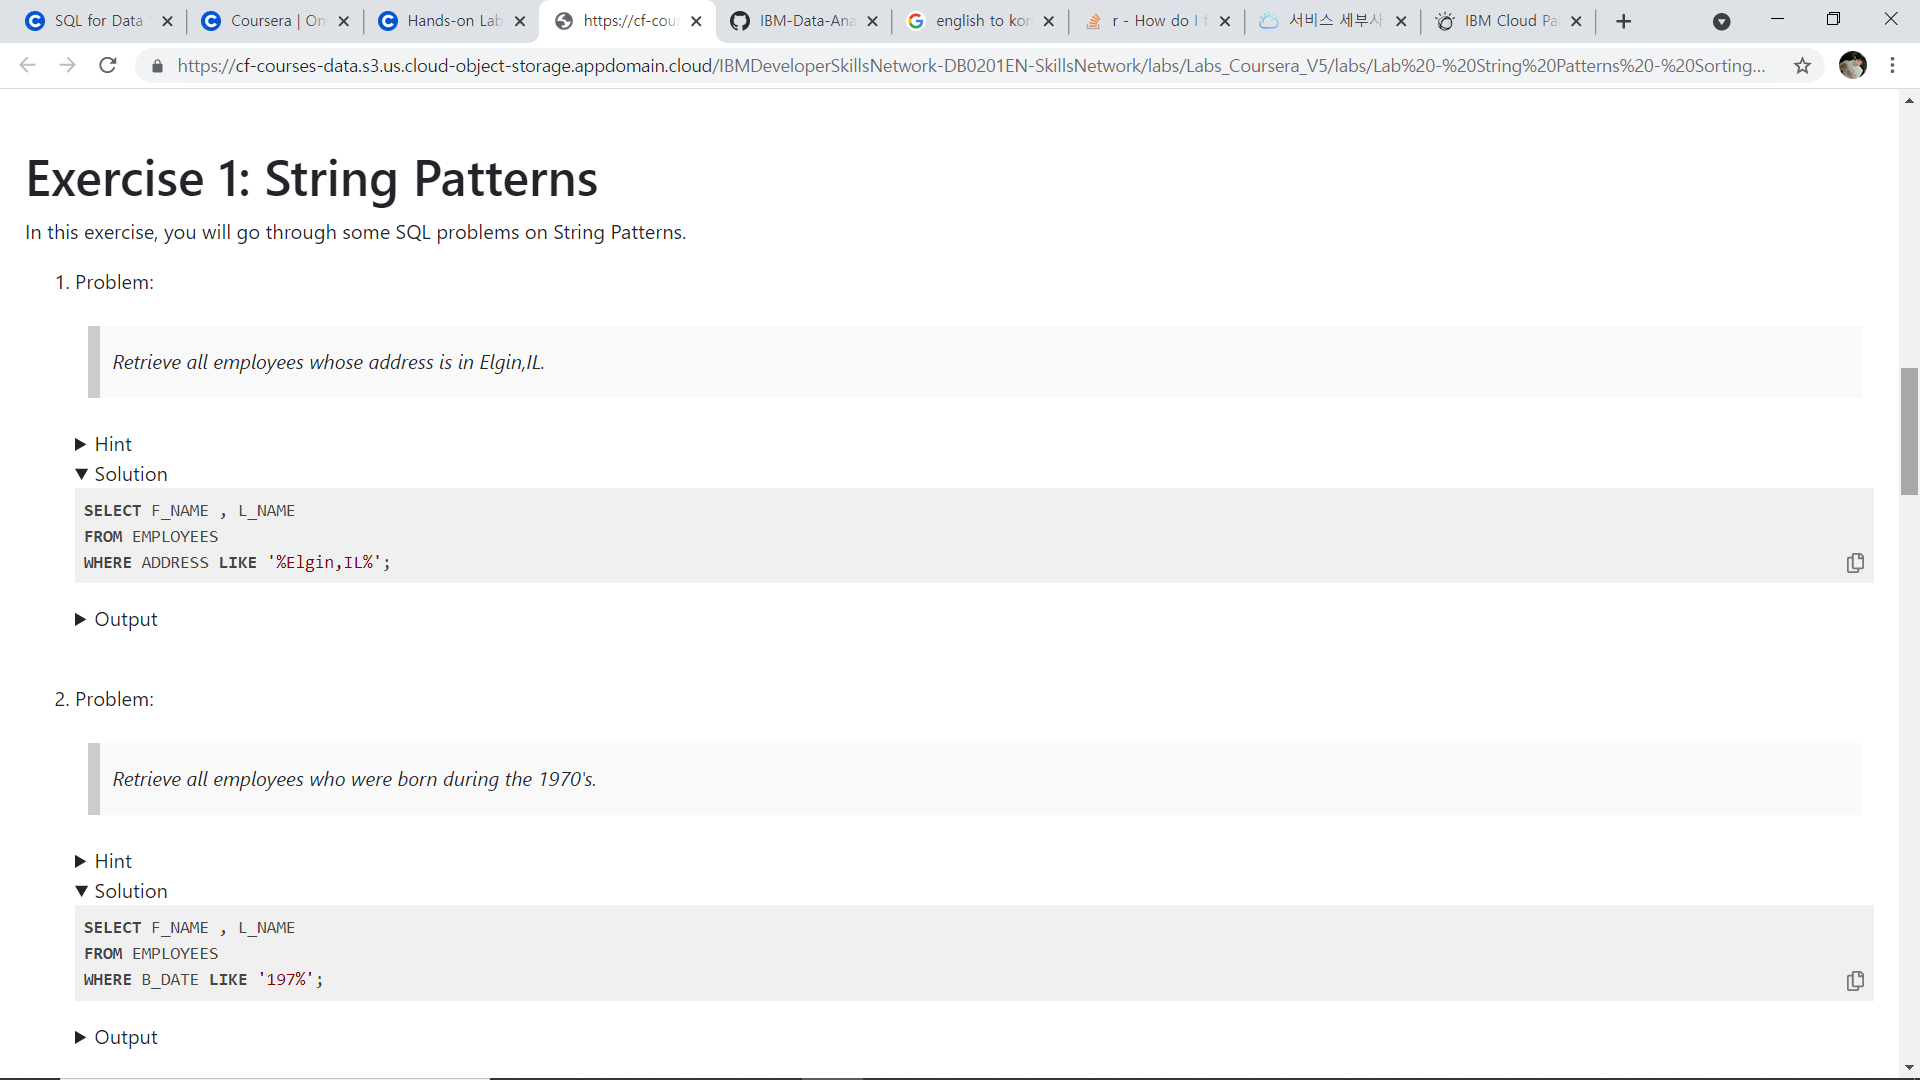 SQL for Data
Coursera | On
Hands-on Lab
https://cf-cour
IBM-Data-Ana
english to kor
r - How do I f
서비스 세부사
IBM Cloud Pa
https://cf-courses-data.s3.us.cloud-object-storage.appdomain.cloud/IBMDeveloperSkillsNetwork-DB0201EN-SkillsNetwork/labs/Labs_Coursera_V5/labs/Lab%20-%20String%20Patterns%20-%20Sorting...
Exercise 1: String Patterns
In this exercise, you will go through some SQL problems on String Patterns.
1. Problem:
Retrieve all employees whose address is in Elgin,IL.
Hint
Solution
SELECT F_NAME , L_NAME
FROM EMPLOYEES
WHERE ADDRESS LIKE '%Elgin,IL%';
Output
2. Problem:
Retrieve all employees who were born during the 1970's.
Hint
Solution
SELECT F_NAME , L_NAME
FROM EMPLOYEES
WHERE B_DATE LIKE '197%';
Output